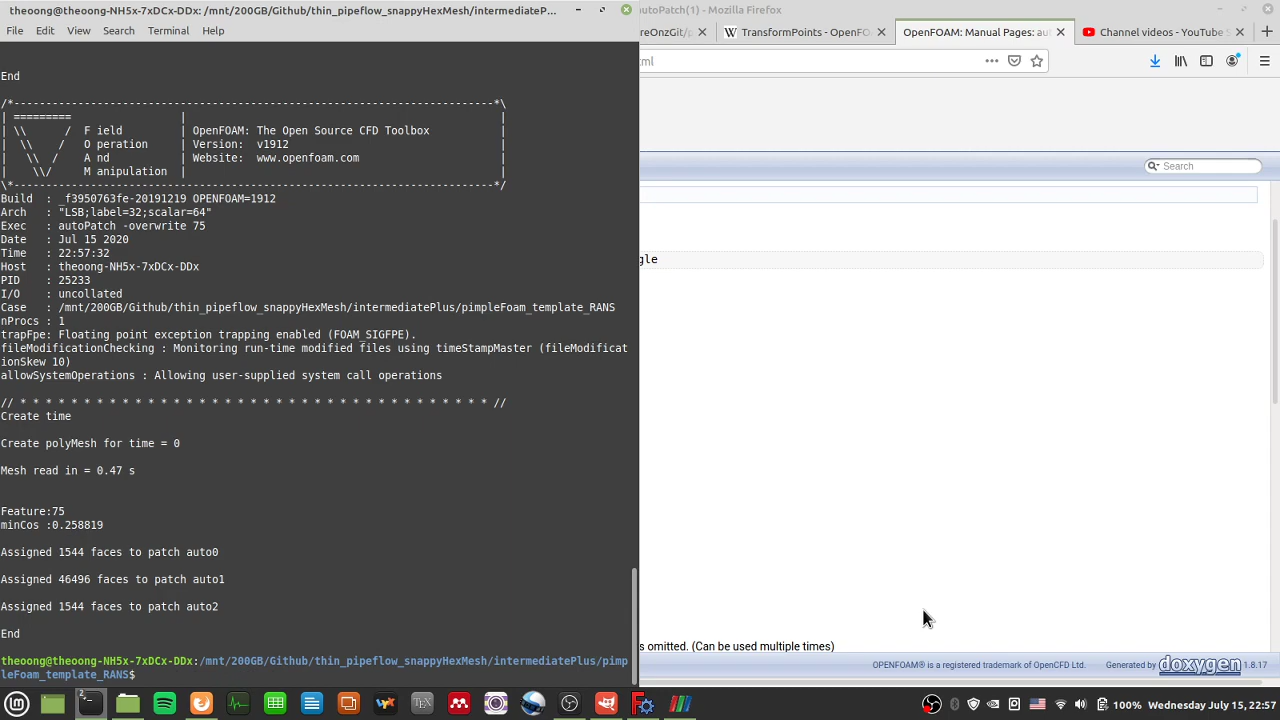 theoong@theoong-NH5x-7xDCx-DDx: /mnt/200GB/Github/thin_pipeflow_snappyHexMesh/intermediateP...
File Edit View Search Terminal Help
End
/*---------------------------------------------------------------------------*\
| ========= | |
| \\ / F ield | OpenFOAM: The Open Source CFD Toolbox |
| \\ / O peration | Version: v1912 |
| \\ / A nd | Website: www.openfoam.com |
| \\/ M anipulation | |
\*---------------------------------------------------------------------------*/
Build : _f3950763fe-20191219 OPENFOAM=1912
Arch : "LSB;label=32;scalar=64"
Exec : autoPatch -overwrite 75
Date : Jul 15 2020
Time : 22:57:32
Host : theoong-NH5x-7xDCx-DDx
PID : 25233
I/O : uncollated
Case : /mnt/200GB/Github/thin_pipeflow_snappyHexMesh/intermediatePlus/pimpleFoam_template_RANS
nProcs : 1
trapFpe: Floating point exception trapping enabled (FOAM_SIGFPE).
fileModificationChecking : Monitoring run-time modified files using timeStampMaster (fileModificat
ionSkew 10)
allowSystemOperations : Allowing user-supplied system call operations
// * * * * * * * * * * * * * * * * * * * * * * * * * * * * * * * * * * * * * //
Create time
Create polyMesh for time = 0
Mesh read in = 0.47 s
Feature:75
minCos :0.258819
Assigned 1544 faces to patch auto0
Assigned 46496 faces to patch auto1
Assigned 1544 faces to patch auto2
End
theoong@theoong-NH5x-7xDCx-DDx:/mnt/200GB/Github/thin_pipeflow_snappyHexMesh/intermediatePlus/pimp
leFoam_template_RANS$
autoPatch(1) - Mozilla Firefox
reOnzGit/p
TransformPoints - OpenFO
OpenFOAM: Manual Pages: au
Channel videos - YouTube S
ml
Search
gle
s omitted. (Can be used multiple times)
OPENFOAM® is a registered trademark of OpenCFD Ltd. Generated by doxygen 1.8.17
2
100% Wednesday July 15, 22:57